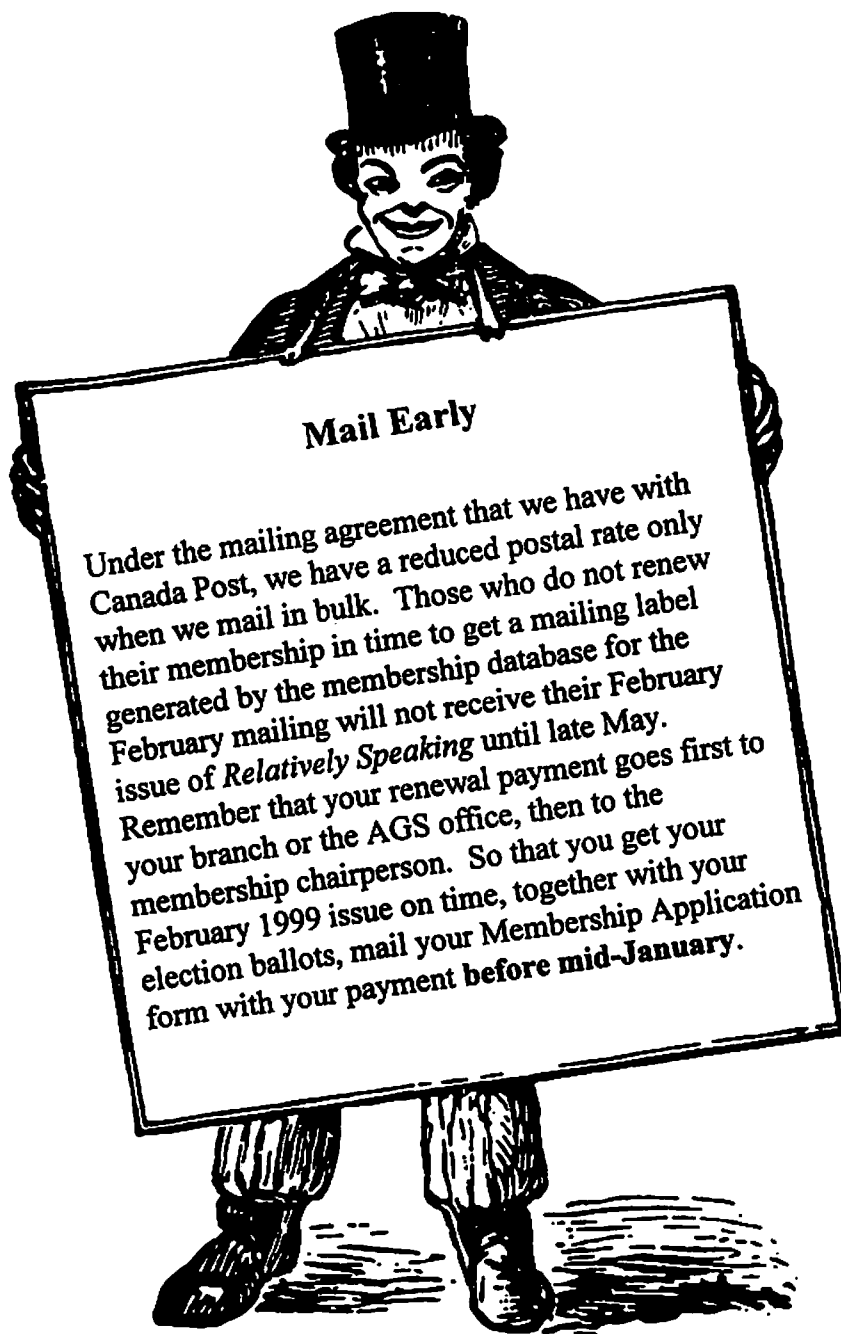 Mail Early
Under the mailing agreement that we have with
Canada Post, we have a reduced postal rate only
when we mail in bulk. Those who do not renew
their membership in time to get a mailing label
generated by the membership database for the
February mailing will not receive their February
issue of Relatively Speaking until late May.
Remember that your renewal payment goes first to
your branch or the AGS office, then to the
membership chairperson. So that you get your
February 1999 issue on time, together with your
election ballots, mail your Membership Application
form with your payment before mid-January.